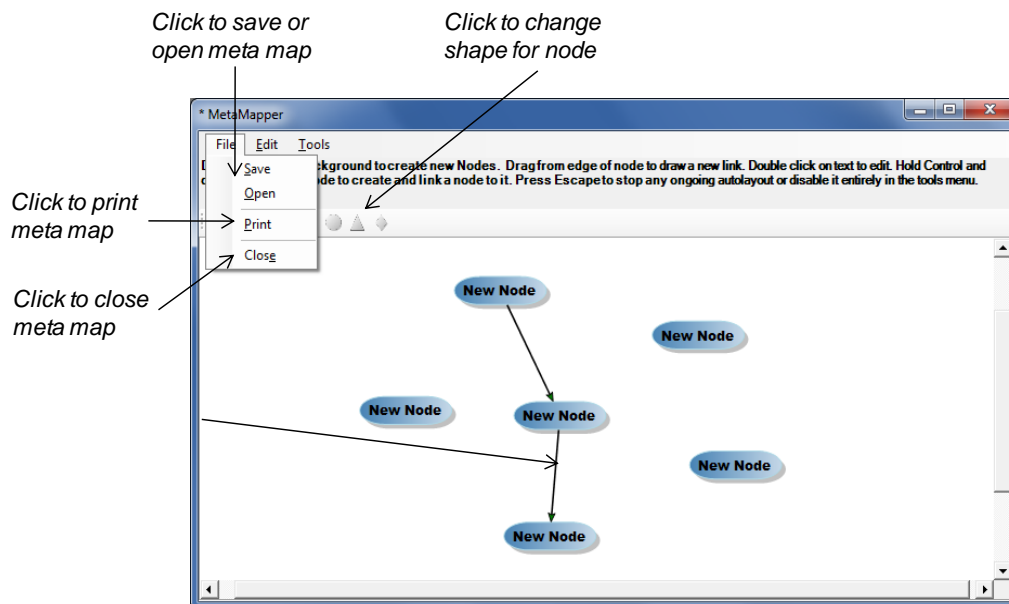 Click to save or
open meta map
Click to change
shape for node
* MetaMapper
File Edit Tools
ckground to create new Nodes. Drag from edge of node to draw a new link. Double click on text to edit. Hold Control and
ode to create and link a node to it. Press Escape to stop any ongoing autolayout or disable it entirely in the tools menu.
Save
Open
Print
Close
Click to print
meta map
Click to close
meta map
New Node
New Node
New Node
New Node
New Node
New Node